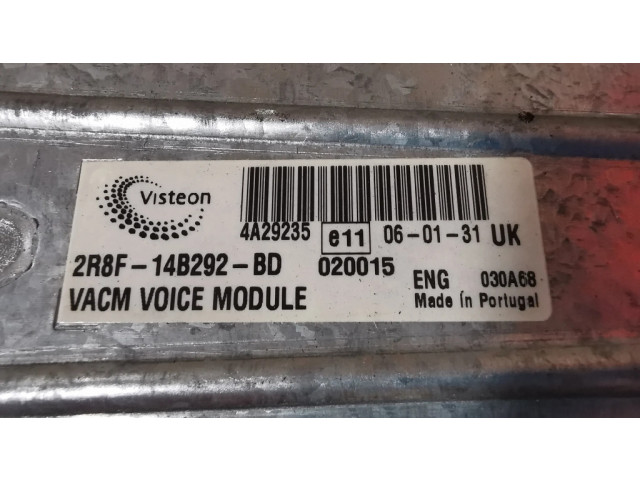 Visteon
4A29235 e11 06-01-31 UK
2R8F-14B292-BD 020015 ENG 030A68
VACM VOICE MODULE Made in Portugal